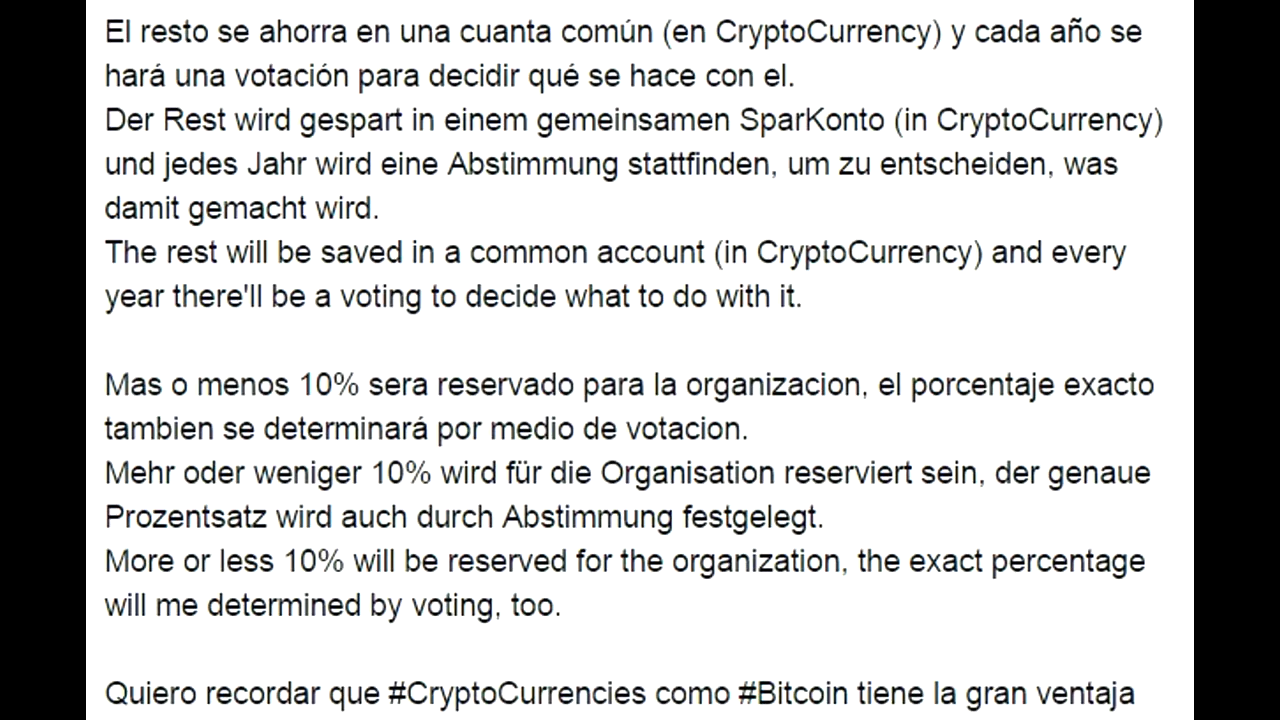 El resto se ahorra en una cuanta común (en CryptoCurrency) y cada año se
hará una votación para decidir qué se hace con el.
Der Rest wird gespart in einem gemeinsamen SparKonto (in CryptoCurrency)
und jedes Jahr wird eine Abstimmung stattfinden, um zu entscheiden, was
damit gemacht wird.
The rest will be saved in a common account (in CryptoCurrency) and every
year there'll be a voting to decide what to do with it.
Mas o menos 10% sera reservado para la organizacion, el porcentaje exacto
tambien se determinará por medio de votacion.
Mehr oder weniger 10% wird für die Organisation reserviert sein, der genaue
Prozentsatz wird auch durch Abstimmung festgelegt.
More or less 10% will be reserved for the organization, the exact percentage
will me determined by voting, too.
Quiero recordar que #CryptoCurrencies como #Bitcoin tiene la gran ventaja